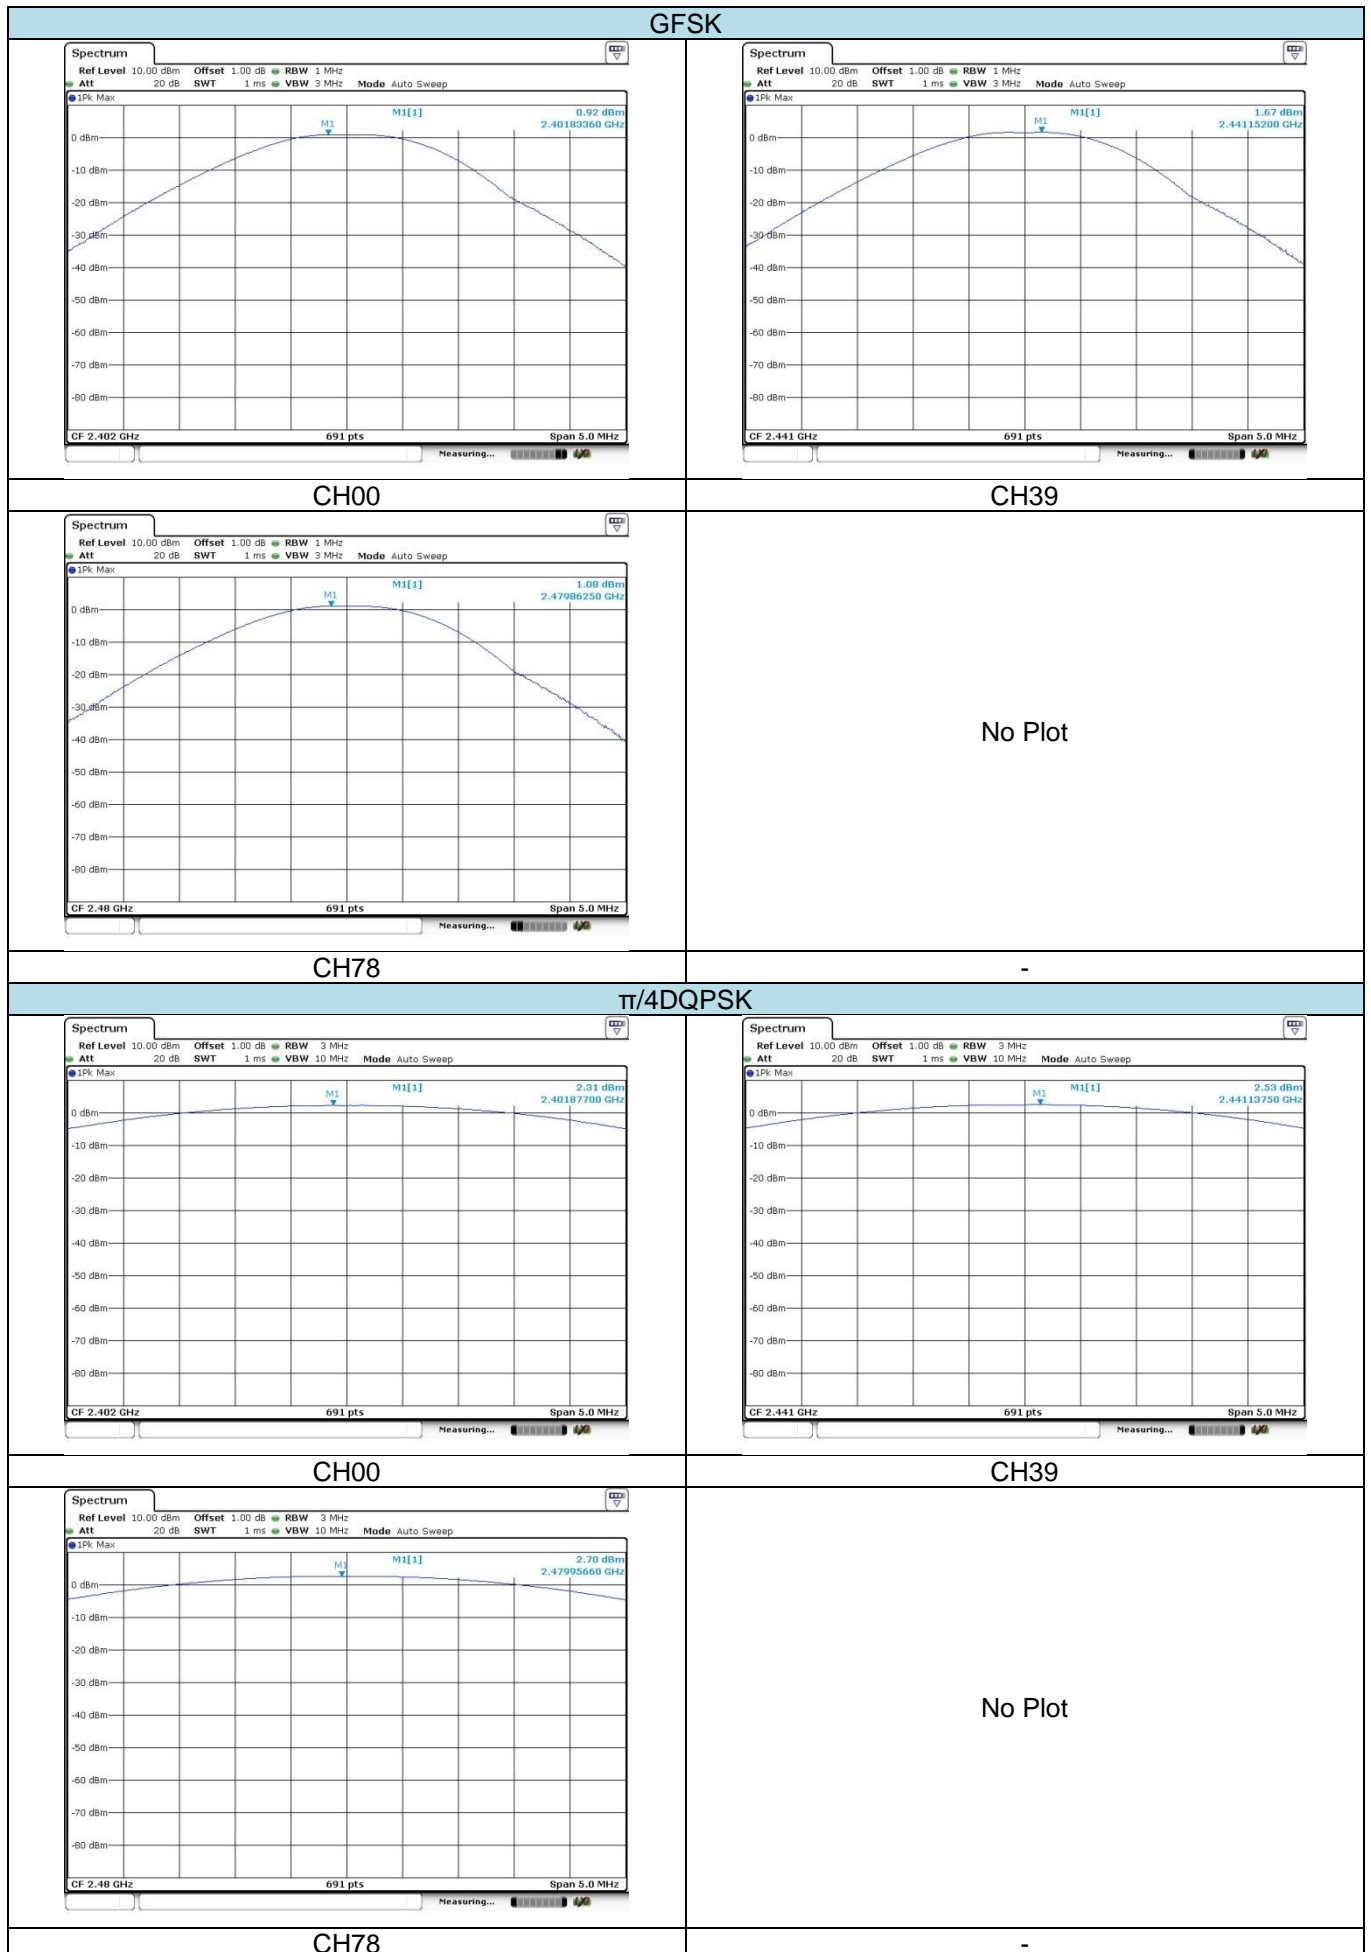 GFSK
Spectrum
Ref Level 10.00 dBm Offset 1.00 dB RBW 1 MHz
Att 20 dB SWT 1 ms VBW 3 MHz Mode Auto Sweep
1Pk Max
M1[1] 0.92 dBm
2.40183360 GHz
M1
0 dBm
-10 dBm
-20 dBm
-30 dBm
-40 dBm
-50 dBm
-60 dBm
-70 dBm
-80 dBm
CF 2.402 GHz 691 pts Span 5.0 MHz
Measuring...
Spectrum
Ref Level 10.00 dBm Offset 1.00 dB RBW 1 MHz
Att 20 dB SWT 1 ms VBW 3 MHz Mode Auto Sweep
1Pk Max
M1[1] 1.67 dBm
2.44115200 GHz
M1
0 dBm
-10 dBm
-20 dBm
-30 dBm
-40 dBm
-50 dBm
-60 dBm
-70 dBm
-80 dBm
CF 2.441 GHz 691 pts Span 5.0 MHz
Measuring...
CH00 CH39
Spectrum
Ref Level 10.00 dBm Offset 1.00 dB RBW 1 MHz
Att 20 dB SWT 1 ms VBW 3 MHz Mode Auto Sweep
1Pk Max
M1[1] 1.08 dBm
2.47986250 GHz
M1
0 dBm
-10 dBm
-20 dBm
-30 dBm
-40 dBm
-50 dBm
-60 dBm
-70 dBm
-80 dBm
CF 2.48 GHz 691 pts Span 5.0 MHz
Measuring...
No Plot
CH78 -
π/4DQPSK
Spectrum
Ref Level 10.00 dBm Offset 1.00 dB RBW 3 MHz
Att 20 dB SWT 1 ms VBW 10 MHz Mode Auto Sweep
1Pk Max
M1[1] 2.31 dBm
2.40187700 GHz
M1
0 dBm
-10 dBm
-20 dBm
-30 dBm
-40 dBm
-50 dBm
-60 dBm
-70 dBm
-80 dBm
CF 2.402 GHz 691 pts Span 5.0 MHz
Measuring...
Spectrum
Ref Level 10.00 dBm Offset 1.00 dB RBW 3 MHz
Att 20 dB SWT 1 ms VBW 10 MHz Mode Auto Sweep
1Pk Max
M1[1] 2.53 dBm
2.44113750 GHz
M1
0 dBm
-10 dBm
-20 dBm
-30 dBm
-40 dBm
-50 dBm
-60 dBm
-70 dBm
-80 dBm
CF 2.441 GHz 691 pts Span 5.0 MHz
Measuring...
CH00 CH39
Spectrum
Ref Level 10.00 dBm Offset 1.00 dB RBW 3 MHz
Att 20 dB SWT 1 ms VBW 10 MHz Mode Auto Sweep
1Pk Max
M1[1] 2.70 dBm
2.47995660 GHz
M1
0 dBm
-10 dBm
-20 dBm
-30 dBm
-40 dBm
-50 dBm
-60 dBm
-70 dBm
-80 dBm
CF 2.48 GHz 691 pts Span 5.0 MHz
Measuring...
No Plot
CH78 -